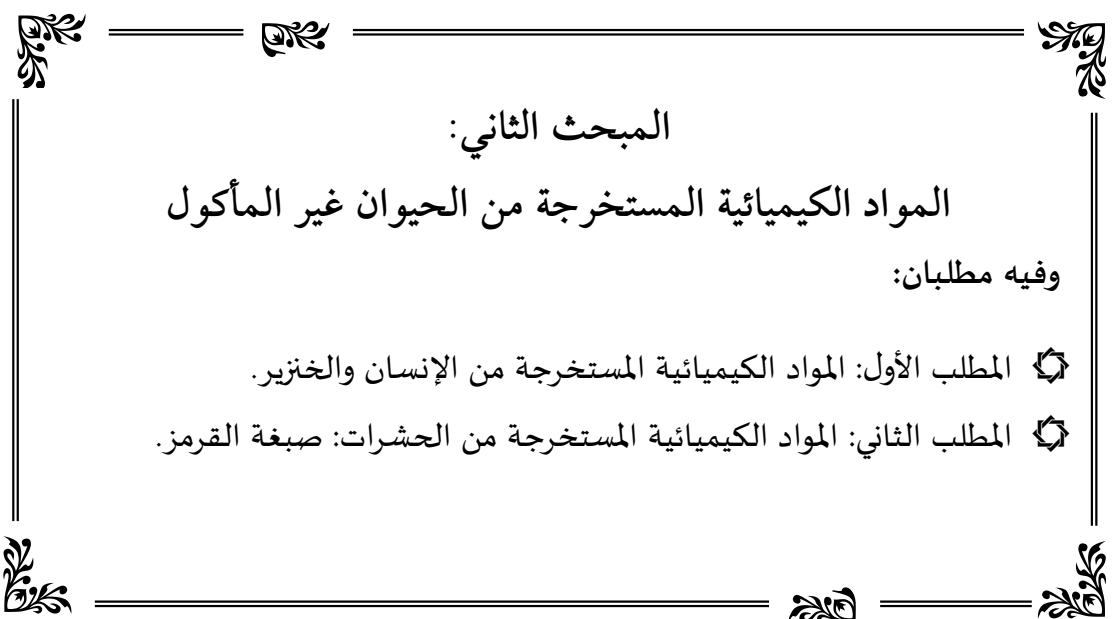 المبحث الثاني:
المواد الكيميائية المستخرجة من الحيوان غير المأكول
وفيه مطلبان:
المطلب الأول: المواد الكيميائية المستخرجة من الإنسان والخنزير.
المطلب الثاني: المواد الكيميائية المستخرجة من الحشرات: صبغة القرمز.